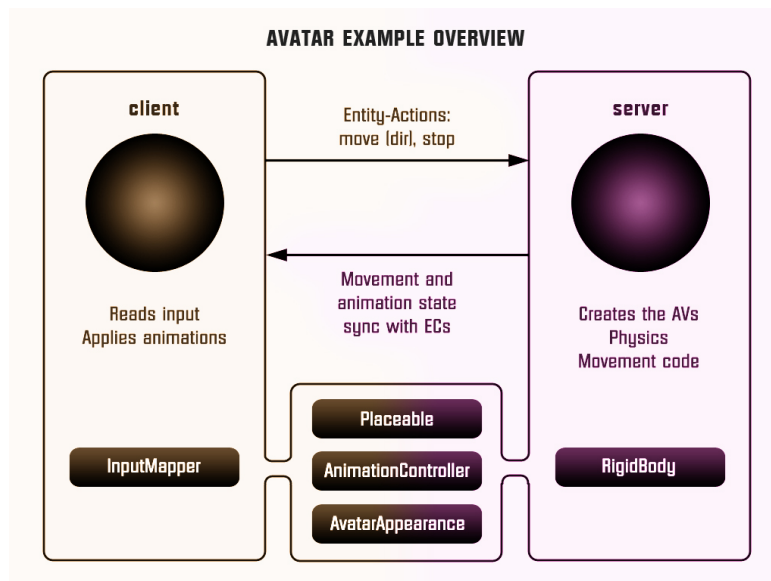 AVATAR EXAMPLE OVERVIEW
client
Entity-Actions:
move (dir), stop
server
Movement and
animation state
sync with ECs
Reads input
Applies animations
Creates the AVs
Physics
Movement code
Placeable
InputMapper
AnimationController
RigidBody
AvatarAppearance